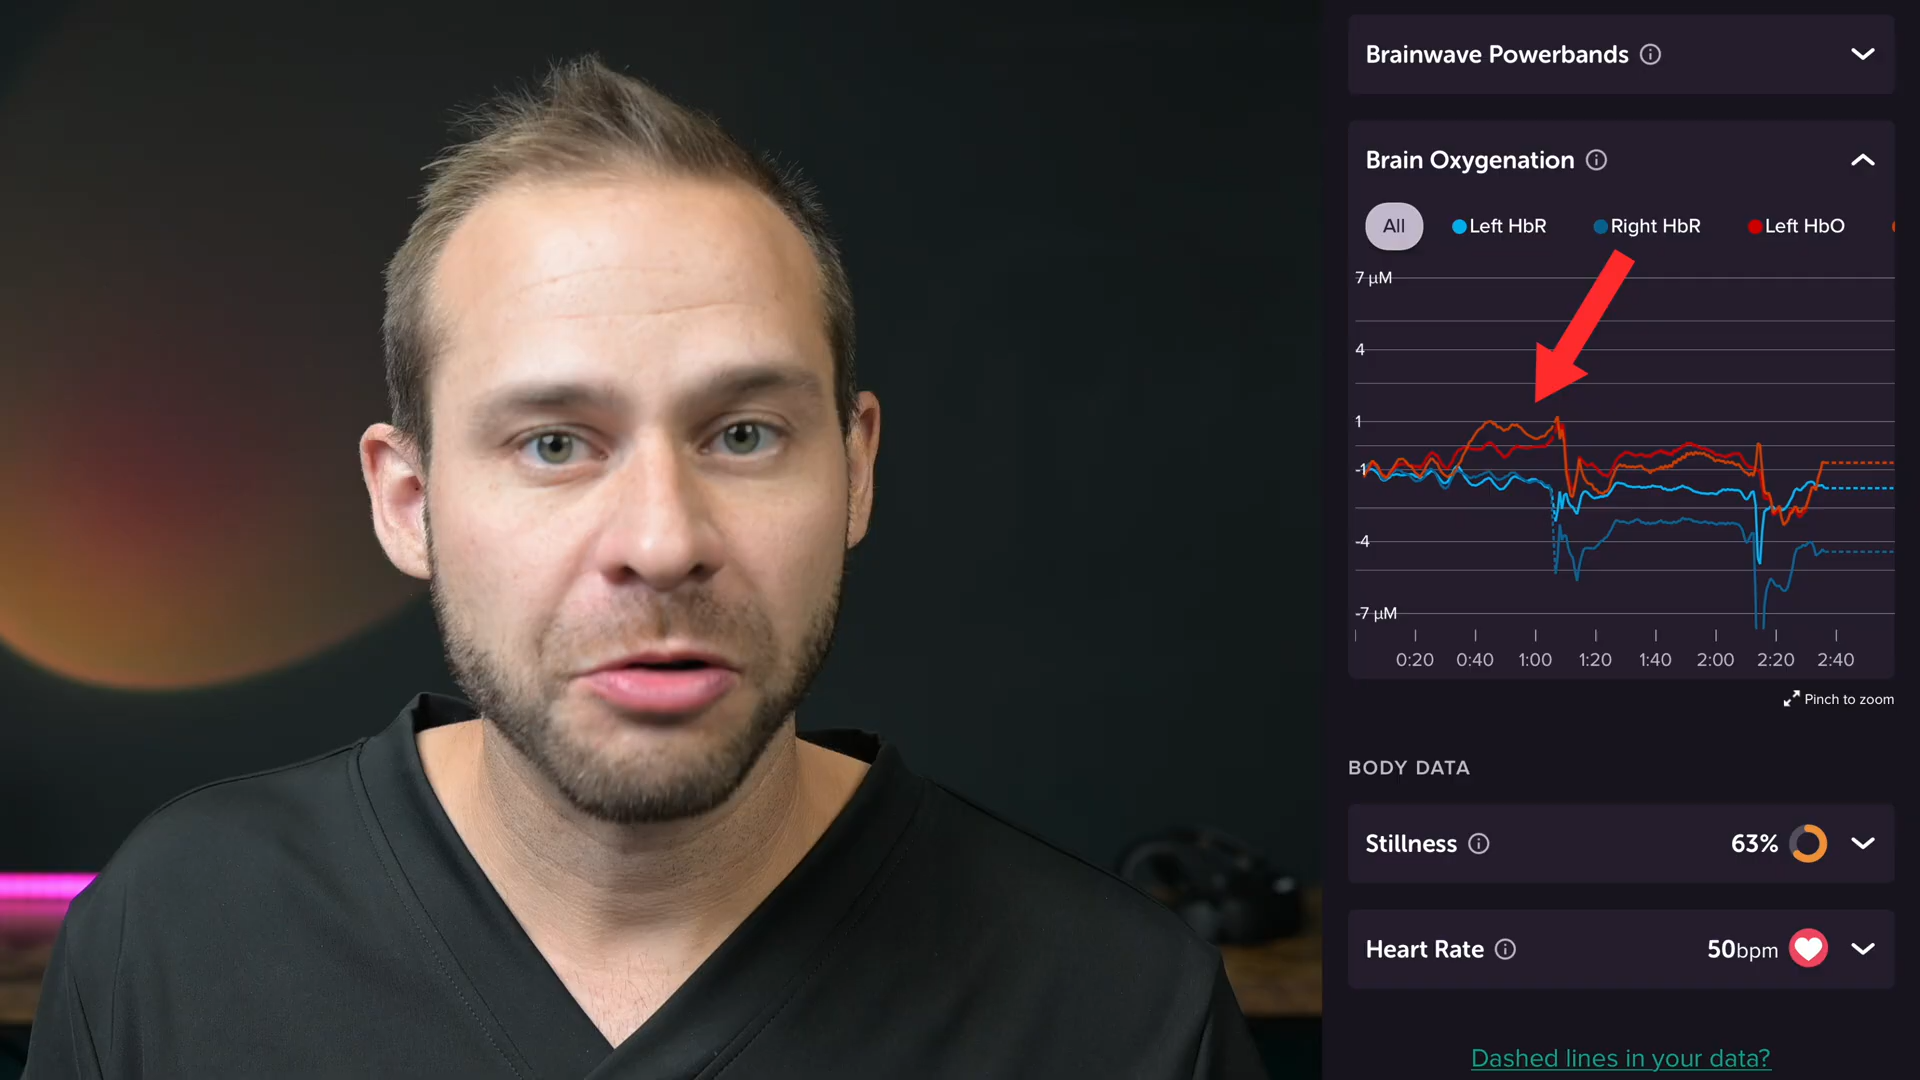 Brainwave Powerbands
Brain Oxygenation
All Left HbR Right HbR Left HbO
7 µM
4
1
-1
-4
-7 µM
0:20 0:40 1:00 1:20 1:40 2:00 2:20 2:40
Pinch to zoom
BODY DATA
Stillness 63%
Heart Rate 50bpm
Dashed lines in your data?